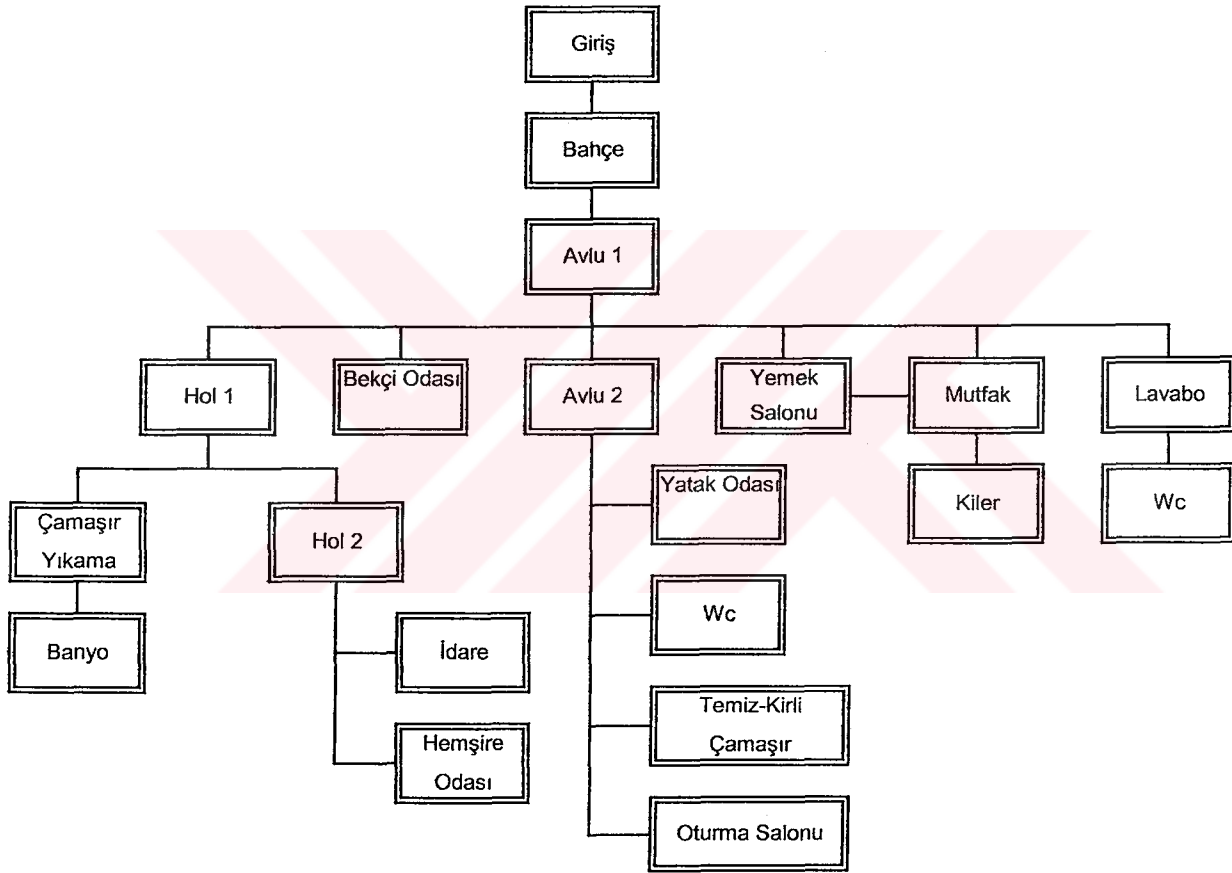 Giriş
Bahçe
Avlu 1
Hol 1
Bekçi Odası
Avlu 2
Yemek
Salonu
Mutfak
Lavabo
Çamaşır
Yıkama
Hol 2
Yatak Odası
Kiler
Wc
Banyo
İdare
Wc
Hemşire
Odası
Temiz-Kirli
Çamaşır
Oturma Salonu